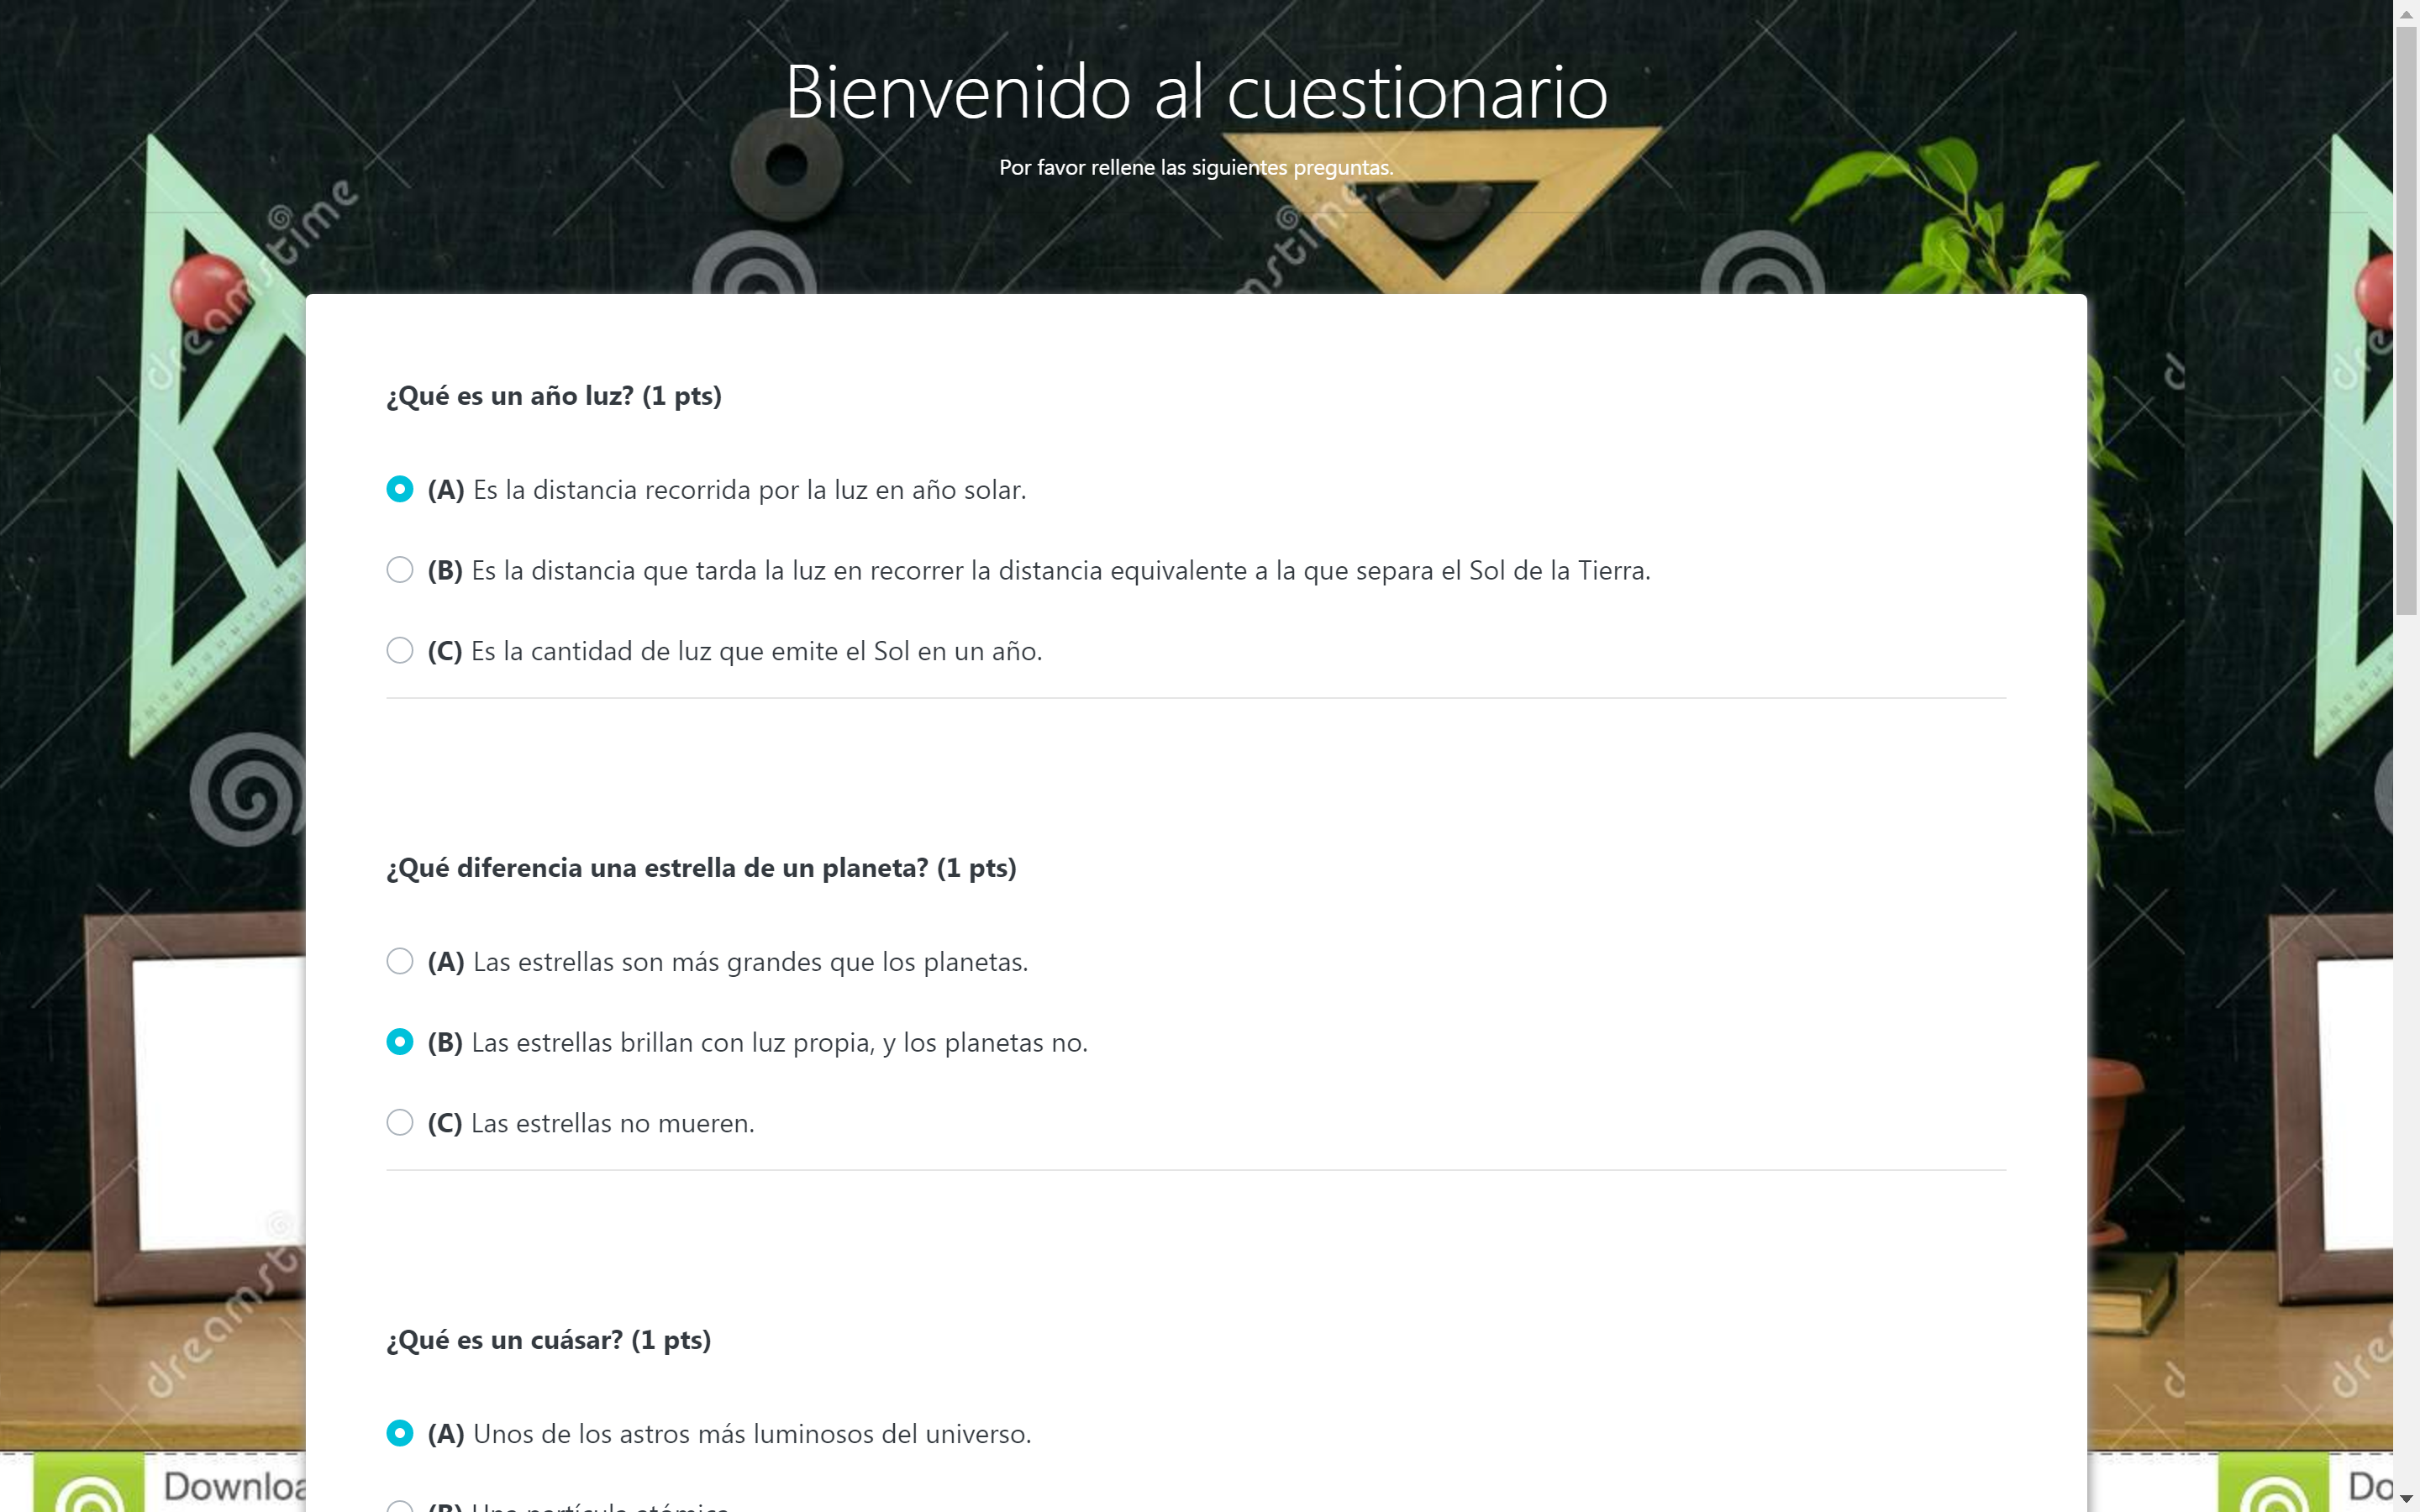 Bienvenido al cuestionario
Por favor rellene las siguientes preguntas.
dreamstime
¿Qué es un año luz? (1 pts)
(A) Es la distancia recorrida por la luz en año solar.
(B) Es la distancia que tarda la luz en recorrer la distancia equivalente a la que separa el Sol de la Tierra.
(C) Es la cantidad de luz que emite el Sol en un año.
¿Qué diferencia una estrella de un planeta? (1 pts)
(A) Las estrellas son más grandes que los planetas.
(B) Las estrellas brillan con luz propia, y los planetas no.
(C) Las estrellas no mueren.
¿Qué es un cuásar? (1 pts)
(A) Unos de los astros más luminosos del universo.